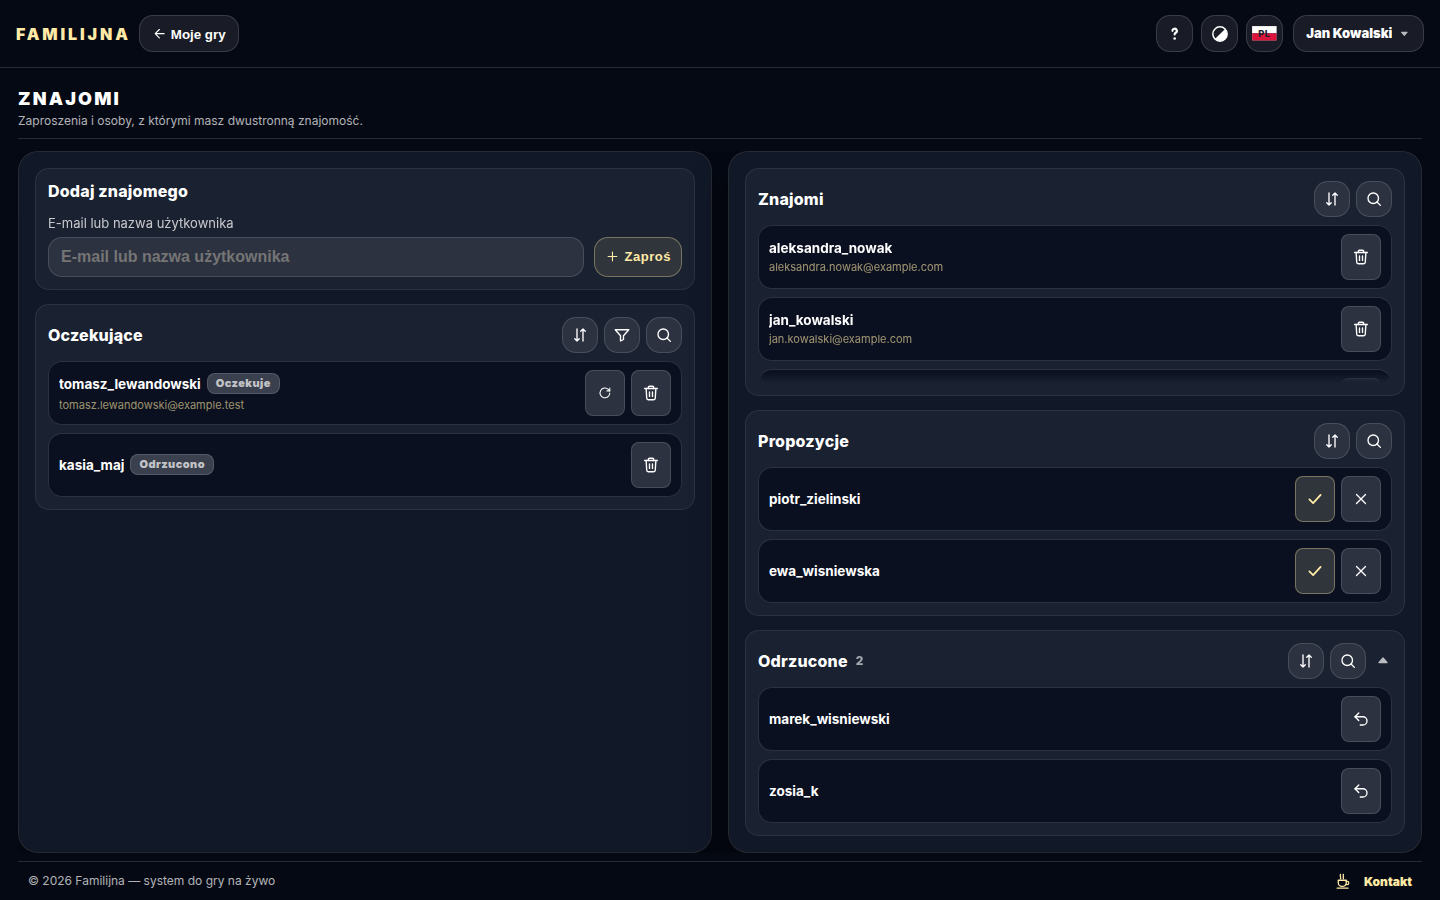 FAMILIJNA
Moje gry
?
PL
Jan Kowalski
ZNAJOMI
Zaproszenia i osoby, z którymi masz dwustronną znajomość.
Dodaj znajomego
E-mail lub nazwa użytkownika
E-mail lub nazwa użytkownika
Zaproś
Oczekujące
tomasz_lewandowski Oczekuje
tomasz.lewandowski@example.test
kasia_maj Odrzucono
Znajomi
aleksandra_nowak
aleksandra.nowak@example.com
jan_kowalski
jan.kowalski@example.com
Propozycje
piotr_zielinski
ewa_wisniewska
Odrzucone 2
marek_wisniewski
zosia_k
© 2026 Familijna — system do gry na żywo
Kontakt